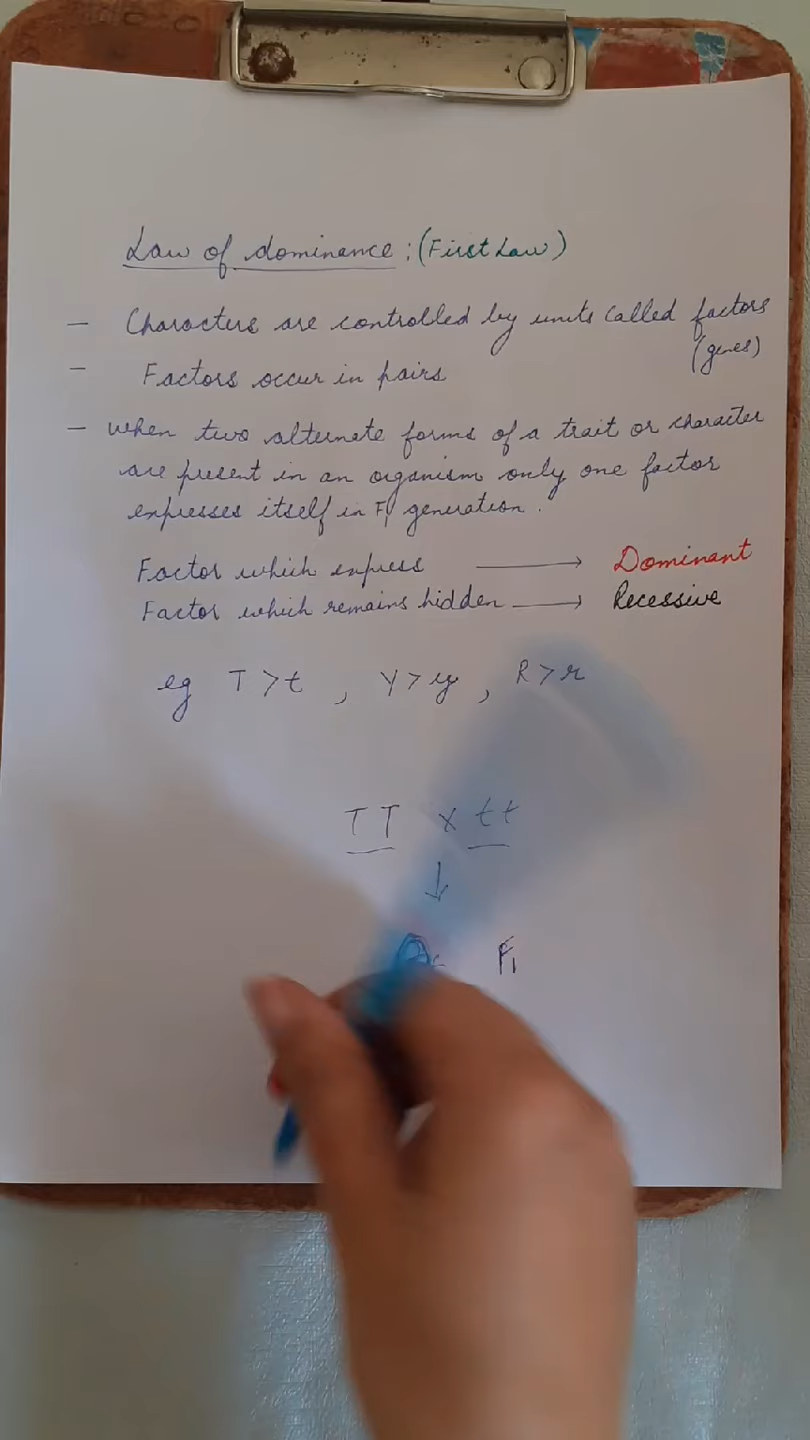 Law of dominance : (First Law)
- Characters are controlled by units called factors
(genes)
- Factors occur in pairs
- when two alternate forms of a trait or character
are present in an organism only one factor
expresses itself in F1 generation.
Factor which express → Dominant
Factor which remains hidden → Recessive
eg T > t , Y > y , R > r
TT x tt
↓
F1